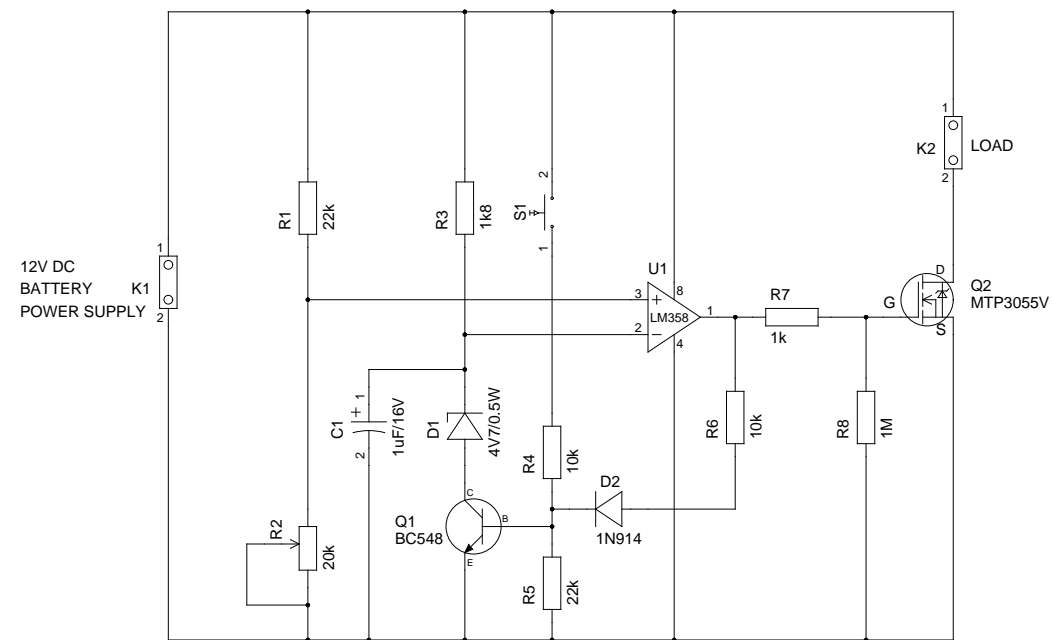 12V DC
BATTERY
POWER SUPPLY
K1
1
2
R1
22k
R2
20k
R3
1k8
C1
1uF/16V
+
1
2
D1
4V7/0.5W
Q1
BC548
C
B
E
S1
2
1
R4
10k
R5
22k
D2
1N914
U1
LM358
3
+
2
−
8
4
1
R7
1k
R6
10k
R8
1M
G
D
S
Q2
MTP3055V
K2
LOAD
1
2